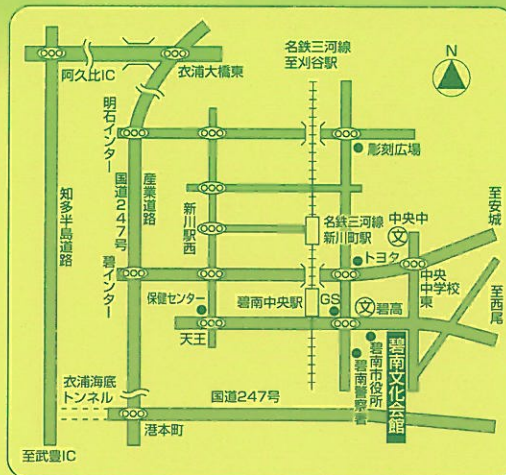 名鉄三河線
至刈谷駅
N
阿久比IC
衣浦大橋東
明石インター
彫刻広場
産業道路
国道247号
知多半島道路
新川駅西
名鉄三河線
新川町駅
中央中
文
至安城
トヨタ
碧インター
中央
中学校
東
至西尾
保健センター
碧南中央駅
GS
文
碧高
天王
碧南文化会館
碧南市役所
碧南警察署
衣浦海底
トンネル
国道247号
港本町
至武豊IC